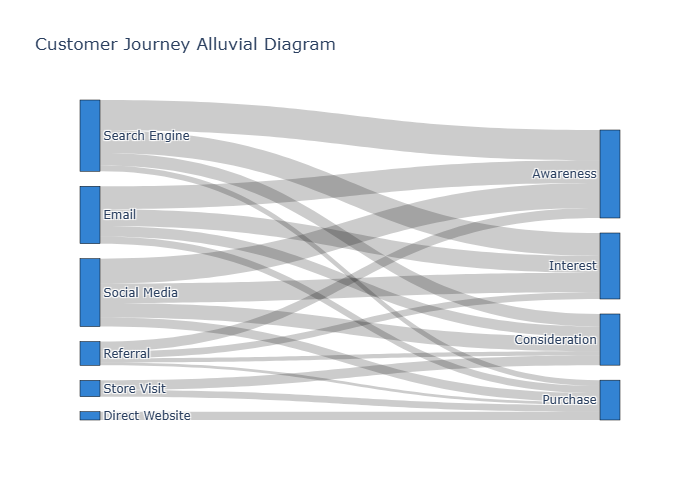 Customer Journey Alluvial Diagram
Search Engine
Email
Social Media
Referral
Store Visit
Direct Website
Awareness
Interest
Consideration
Purchase